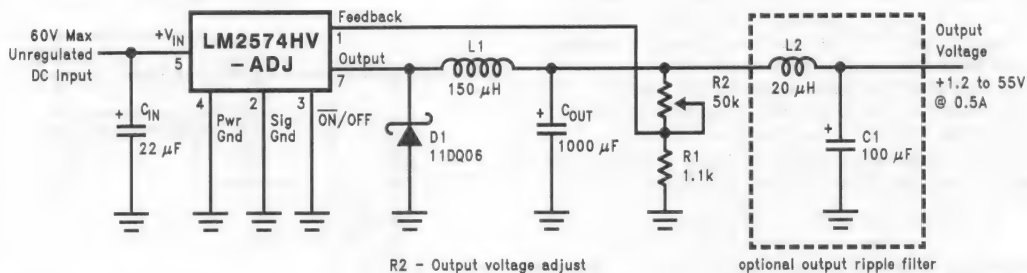 60V Max
Unregulated
DC Input
+VIN
5
LM2574HV
-ADJ
Feedback
1
Output
7
4
Pwr
Gnd
2
Sig
Gnd
3
ON/OFF
+
CIN
22 μF
D1
11DQ06
L1
150 μH
+
COUT
1000 μF
R2
50k
R1
1.1k
L2
20 μH
+
C1
100 μF
Output
Voltage
+1.2 to 55V
@ 0.5A
R2 - Output voltage adjust
optional output ripple filter